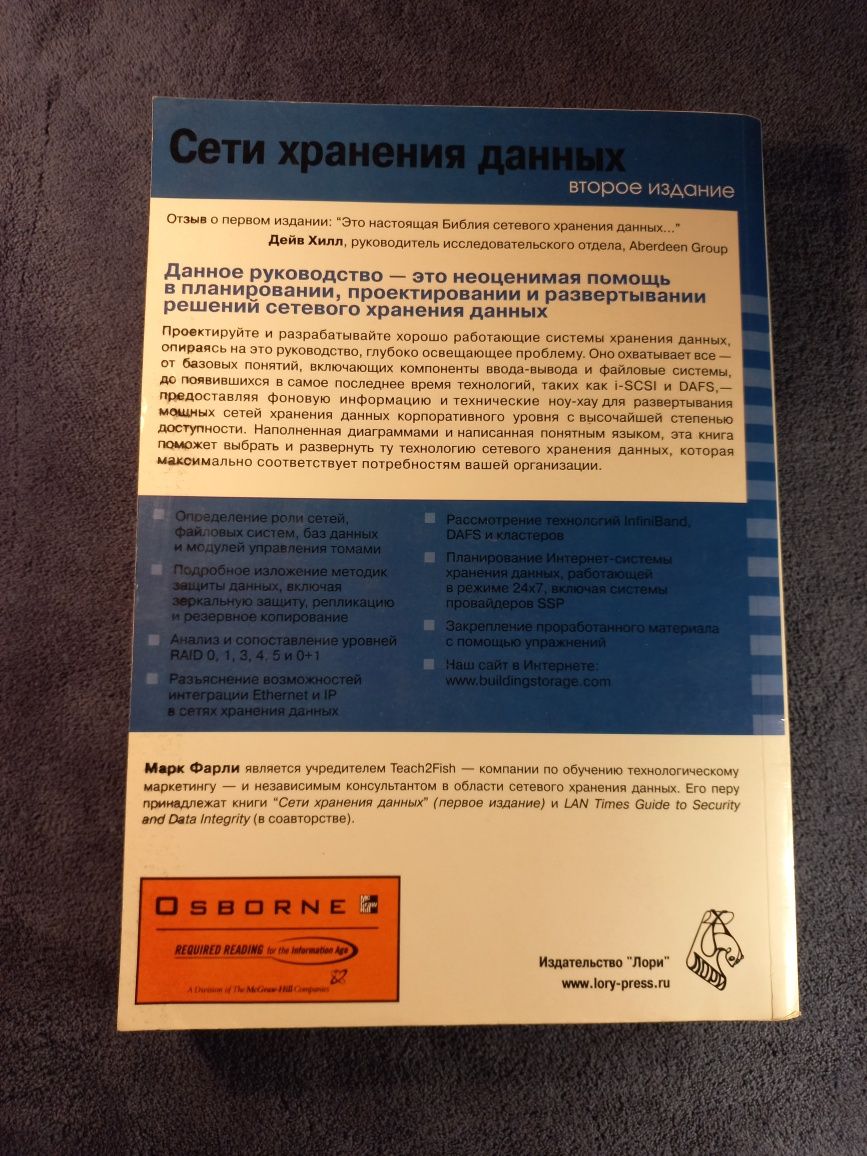 Сети хранения данных
второе издание
Отзыв о первом издании: "Это настоящая Библия сетевого хранения данных..."
Дейв Хилл, руководитель исследовательского отдела, Aberdeen Group
Данное руководство — это неоценимая помощь
в планировании, проектировании и развертывании
решений сетевого хранения данных
Проектируйте и разрабатывайте хорошо работающие системы хранения данных,
опираясь на это руководство, глубоко освещающее проблему. Оно охватывает все —
от базовых понятий, включающих компоненты ввода-вывода и файловые системы,
до появившихся в самое последнее время технологий, таких как i-SCSI и DAFS,—
предоставляя фоновую информацию и технические ноу-хау для развертывания
мощных сетей хранения данных корпоративного уровня с высочайшей степенью
доступности. Наполненная диаграммами и написанная понятным языком, эта книга
поможет выбрать и развернуть ту технологию сетевого хранения данных, которая
максимально соответствует потребностям вашей организации.
Определение роли сетей,
файловых систем, баз данных
и модулей управления томами
Подробное изложение методик
защиты данных, включая
зеркальную защиту, репликацию
и резервное копирование
Анализ и сопоставление уровней
RAID 0, 1, 3, 4, 5 и 0+1
Разъяснение возможностей
интеграции Ethernet и IP
в сетях хранения данных
Рассмотрение технологий InfiniBand,
DAFS и кластеров
Планирование Интернет-системы
хранения данных, работающей
в режиме 24x7, включая системы
провайдеров SSP
Закрепление проработанного материала
с помощью упражнений
Наш сайт в Интернете:
www.buildingstorage.com
Марк Фарли является учредителем Teach2Fish — компании по обучению технологическому
маркетингу — и независимым консультантом в области сетевого хранения данных. Его перу
принадлежат книги "Сети хранения данных" (первое издание) и LAN Times Guide to Security
and Data Integrity (в соавторстве).
OSBORNE
Mc
Graw
Hill
REQUIRED READING for the Information Age
A Division of The McGraw-Hill Companies
Издательство "Лори"
www.lory-press.ru
ЛОРИ